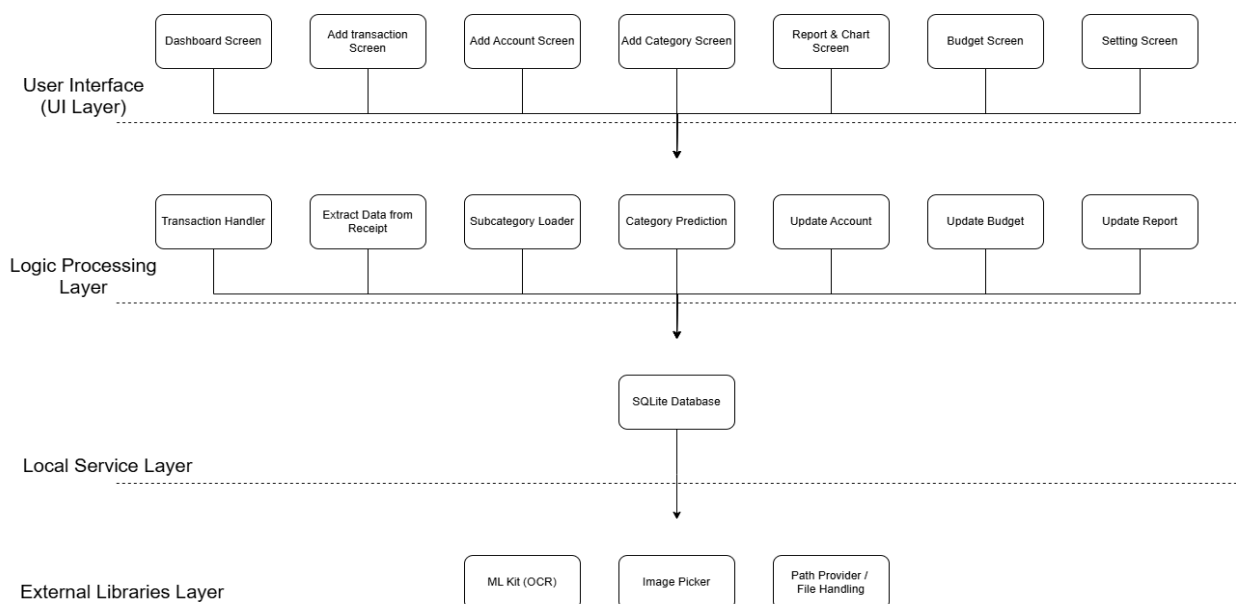 Dashboard Screen
Add transaction
Screen
Add Account Screen
Add Category Screen
Report & Chart
Screen
Budget Screen
Setting Screen
User Interface
(UI Layer)
Transaction Handler
Extract Data from
Receipt
Subcategory Loader
Category Prediction
Update Account
Update Budget
Update Report
Logic Processing
Layer
SQLite Database
Local Service Layer
ML Kit (OCR)
Image Picker
Path Provider /
File Handling
External Libraries Layer